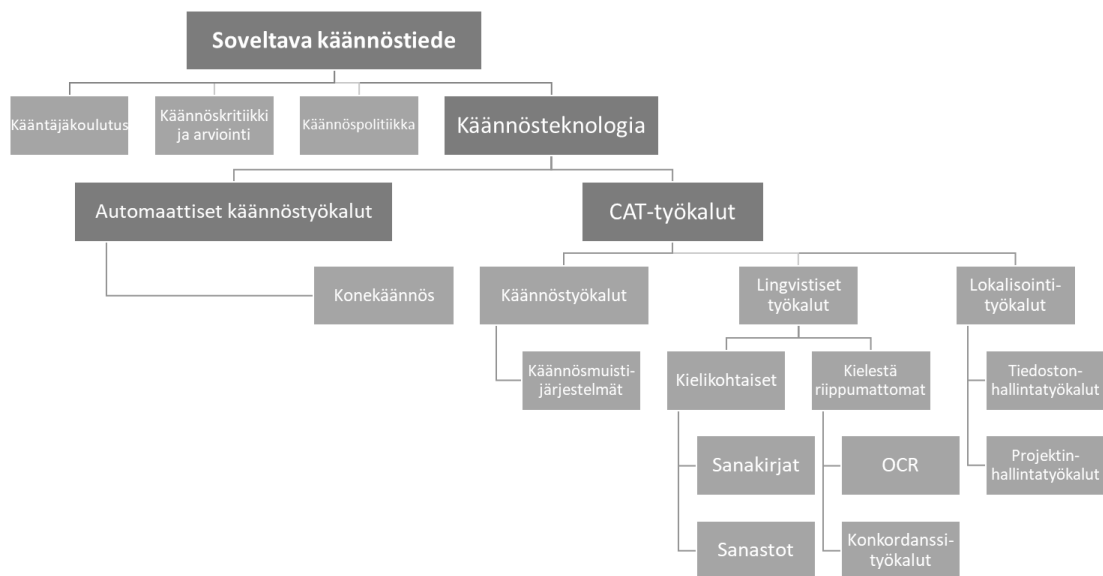 Soveltava käännöstiede
Kääntäjäkoulutus
Käännöskritiikki
ja arviointi
Käännöspolitiikka
Käännösteknologia
Automaattiset käännöstyökalut
CAT-työkalut
Konekäännös
Käännöstyökalut
Lingvistiset
työkalut
Lokalisointi-
työkalut
Käännösmuisti-
järjestelmät
Kielikohtaiset
Kielestä
riippumattomat
Tiedoston-
hallintatyökalut
Sanakirjat
OCR
Projektin-
hallintatyökalut
Sanastot
Konkordanssi-
työkalut